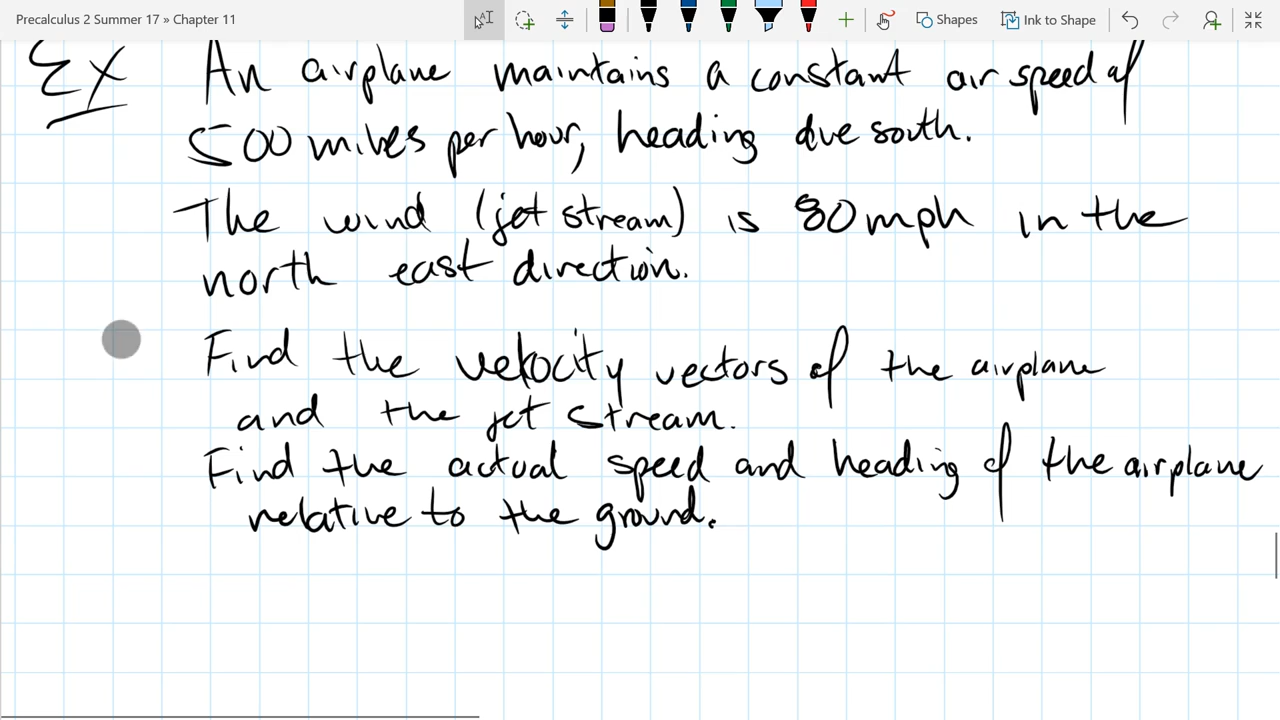 Precalculus 2 Summer 17 » Chapter 11
Shapes
Ink to Shape
Ex An airplane maintains a constant air speed of
500 miles per hour, heading due south.
The wind (jet stream) is 80 mph in the
north east direction.
Find the velocity vectors of the airplane
and the jet stream.
Find the actual speed and heading of the airplane
relative to the ground.